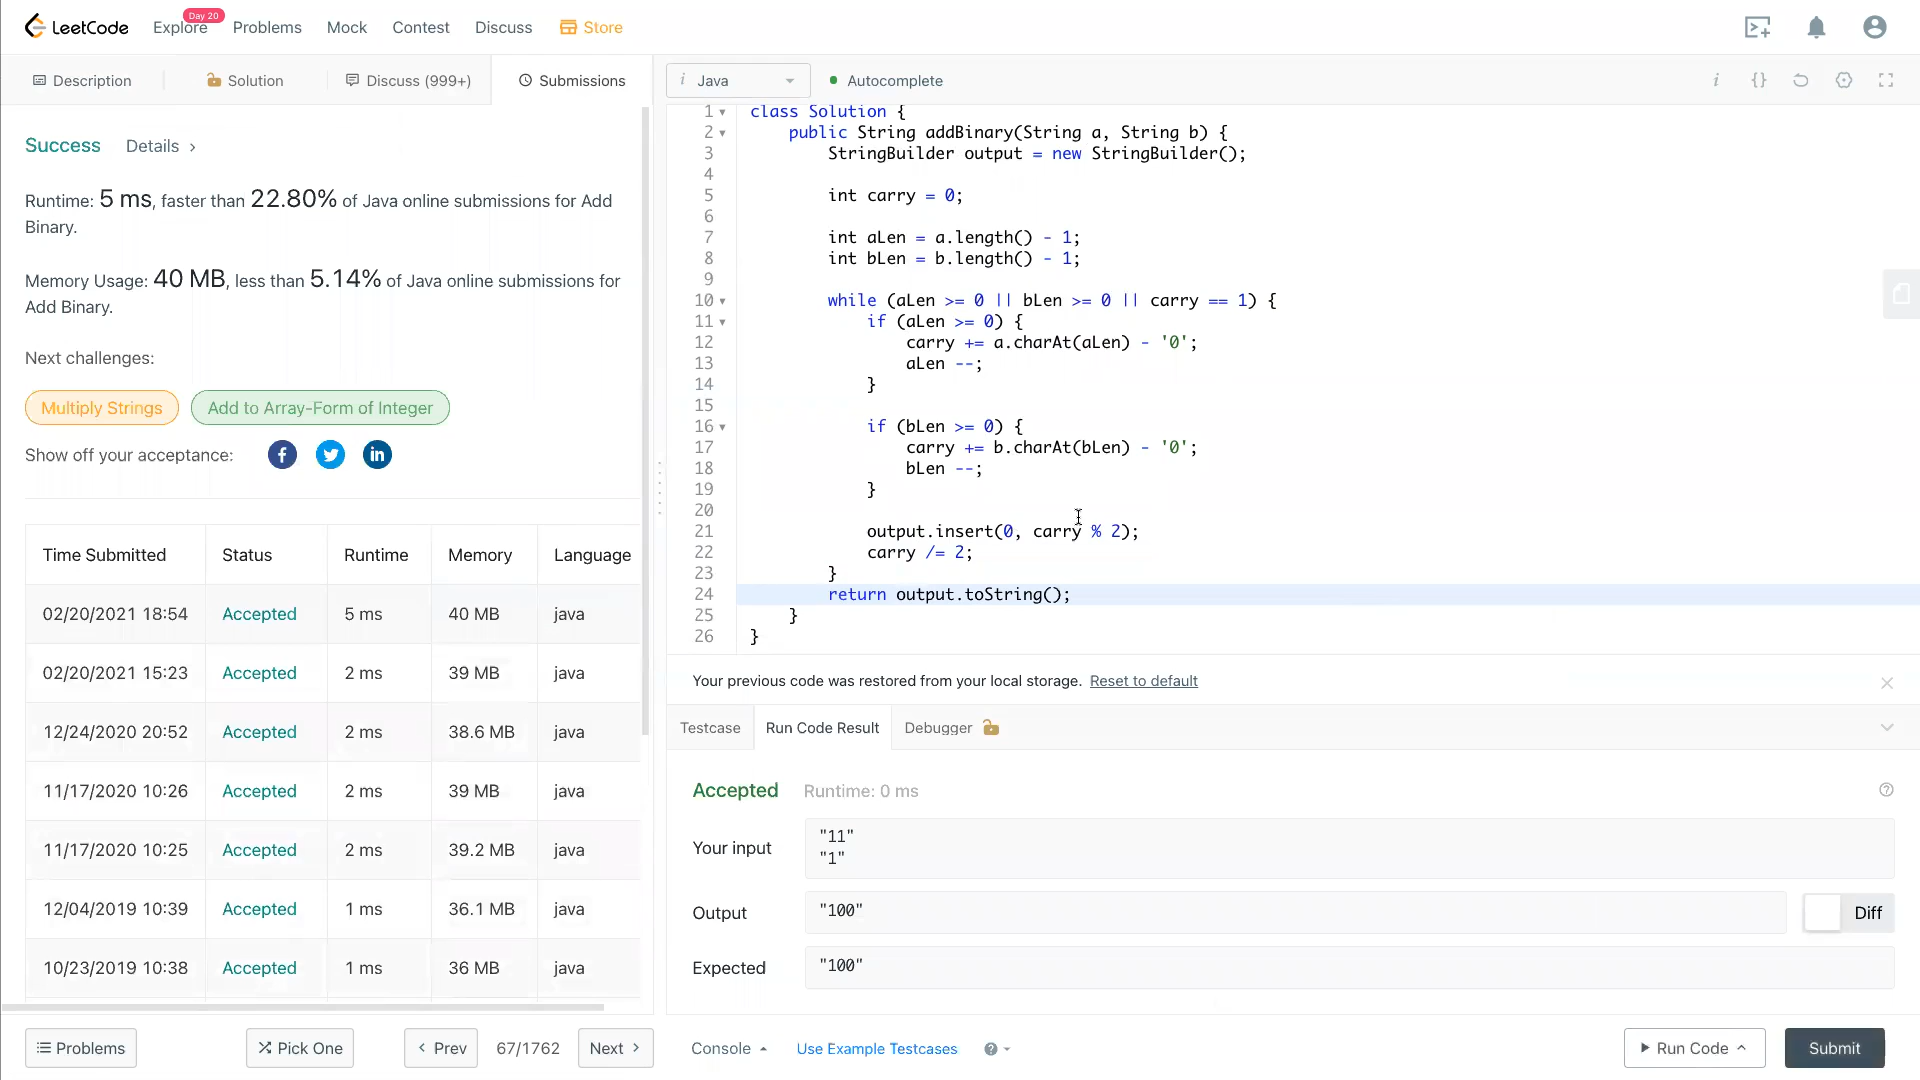 LeetCode Explore Day 20 Problems Mock Contest Discuss Store
Description Solution Discuss (999+) Submissions
Success Details >
Runtime: 5 ms, faster than 22.80% of Java online submissions for Add
Binary.
Memory Usage: 40 MB, less than 5.14% of Java online submissions for
Add Binary.
Next challenges:
Multiply Strings Add to Array-Form of Integer
Show off your acceptance:
Time Submitted Status Runtime Memory Language
02/20/2021 18:54 Accepted 5 ms 40 MB java
02/20/2021 15:23 Accepted 2 ms 39 MB java
12/24/2020 20:52 Accepted 2 ms 38.6 MB java
11/17/2020 10:26 Accepted 2 ms 39 MB java
11/17/2020 10:25 Accepted 2 ms 39.2 MB java
12/04/2019 10:39 Accepted 1 ms 36.1 MB java
10/23/2019 10:38 Accepted 1 ms 36 MB java
Problems Pick One < Prev 67/1762 Next >
i Java Autocomplete i {}
1 class Solution {
2 public String addBinary(String a, String b) {
3 StringBuilder output = new StringBuilder();
4
5 int carry = 0;
6
7 int aLen = a.length() - 1;
8 int bLen = b.length() - 1;
9
10 while (aLen >= 0 || bLen >= 0 || carry == 1) {
11 if (aLen >= 0) {
12 carry += a.charAt(aLen) - '0';
13 aLen --;
14 }
15
16 if (bLen >= 0) {
17 carry += b.charAt(bLen) - '0';
18 bLen --;
19 }
20
21 output.insert(0, carry % 2);
22 carry /= 2;
23 }
24 return output.toString();
25 }
26 }
Your previous code was restored from your local storage. Reset to default
Testcase Run Code Result Debugger
Accepted Runtime: 0 ms
Your input
"11"
"1"
Output "100" Diff
Expected "100"
Console Use Example Testcases Run Code Submit